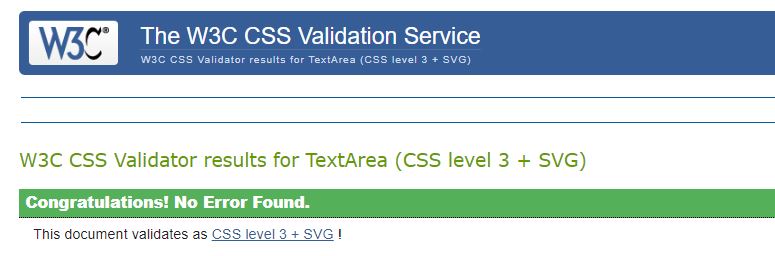 W3C® The W3C CSS Validation Service
W3C CSS Validator results for TextArea (CSS level 3 + SVG)
W3C CSS Validator results for TextArea (CSS level 3 + SVG)
Congratulations! No Error Found.
This document validates as CSS level 3 + SVG !